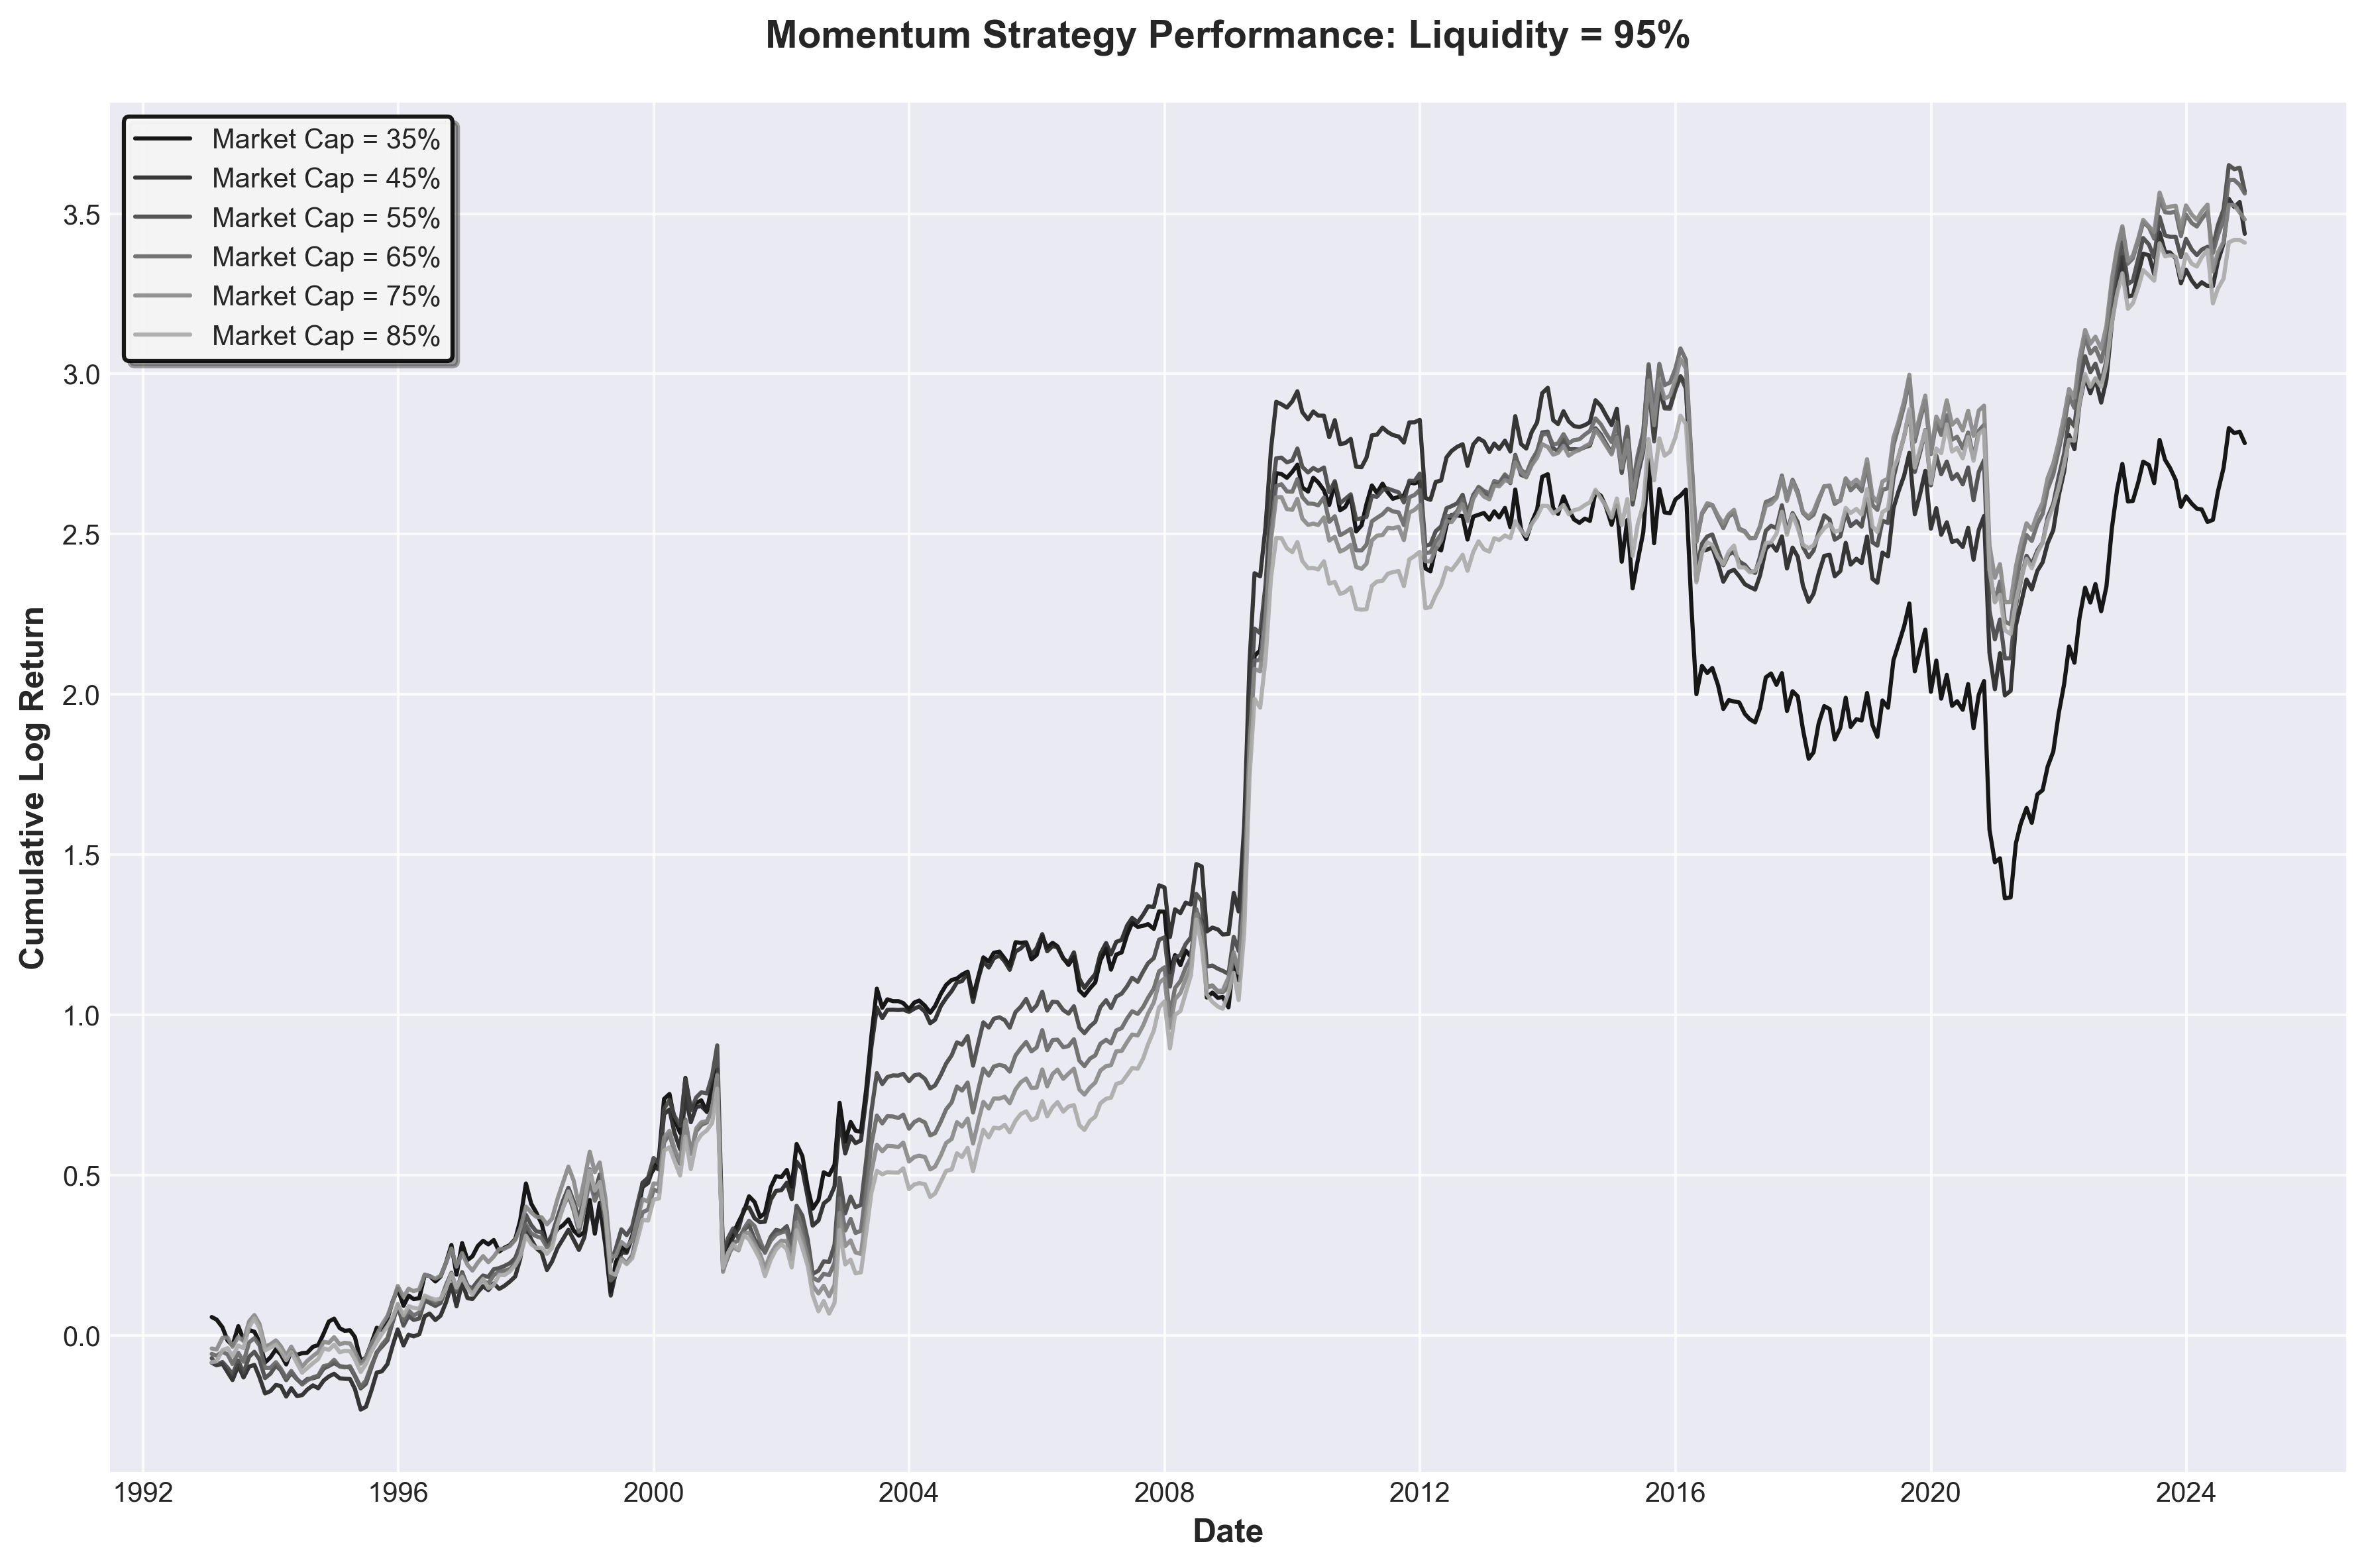 Momentum Strategy Performance: Liquidity = 95%
Market Cap = 35%
Market Cap = 45%
Market Cap = 55%
Market Cap = 65%
Market Cap = 75%
Market Cap = 85%
Cumulative Log Return
3.5
3.0
2.5
2.0
1.5
1.0
0.5
0.0
1992 1996 2000 2004 2008 2012 2016 2020 2024
Date